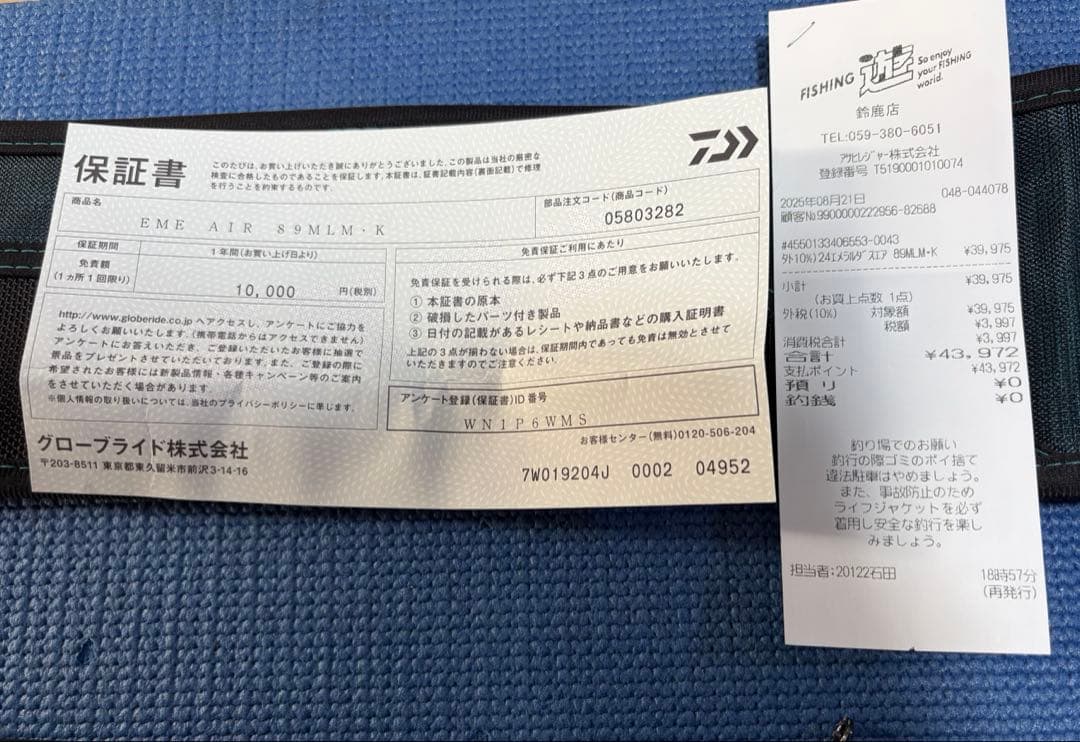 保証書
このたびは、お買い上げいただき誠にありがとうございました。この製品は当社の厳密な
検査に合格したものであることを保証します。本証書は、証書記載内容(裏面記載)で修理
を行うことを約束するものです。
商品名
EME AIR 89MLM・K
部品注文コード(商品コード)
05803282
保証期間
1年間(お買い上げ日より)
免責額
(1ヵ所1回限り)
10,000 円(税別)
http://www.globeride.co.jp へアクセスし、アンケートにご協力を
よろしくお願いいたします。(携帯電話からはアクセスできません)
アンケートにお答えいただき、ご登録いただいたお客様に抽選で
景品をプレゼントさせていただいております。また、ご登録の際に
希望されたお客様には新製品情報・各種キャンペーン等のご案内
をさせていただく場合があります。
※個人情報の取り扱いについては、当社のプライバシーポリシーに準じます。
免責保証ご利用にあたり
免責保証を受けられる際は、必ず下記3点のご用意をお願いいたします。
① 本証書の原本
② 破損したパーツ付き製品
③ 日付の記載があるレシートや納品書などの購入証明書
上記の3点が揃わない場合は、保証期間内であっても免責は無効とさせて
いただきますのでご注意ください。
アンケート登録(保証書)ID番号
WN1P6WMS
グローブライド株式会社
〒203-8511 東京都東久留米市前沢3-14-16
お客様センター(無料)0120-506-204
7W019204J 0002 04952
FISHING 遊 So enjoy
your FISHING
world.
鈴鹿店
TEL:059-380-6051
アサヒレジャー株式会社
登録番号 T5190001010074
2025年08月21日 048-044078
顧客№9900000222956-82688
#4550133406553-0043
外10%)24エメラルダスエア 89MLM・K ¥39,975
小計 ¥39,975
(お買上点数 1点)
外税(10%) 対象額 ¥39,975
税額 ¥3,997
消費税合計 ¥3,997
合計 ¥43,972
支払ポイント ¥43,972
預り ¥0
釣銭 ¥0
釣り場でのお願い
釣行の際ゴミのポイ捨て
違法駐車はやめましょう。
また、事故防止のため
ライフジャケットを必ず
着用し安全な釣行を楽し
みましょう。
担当者:20122石田 18時57分
(再発行)